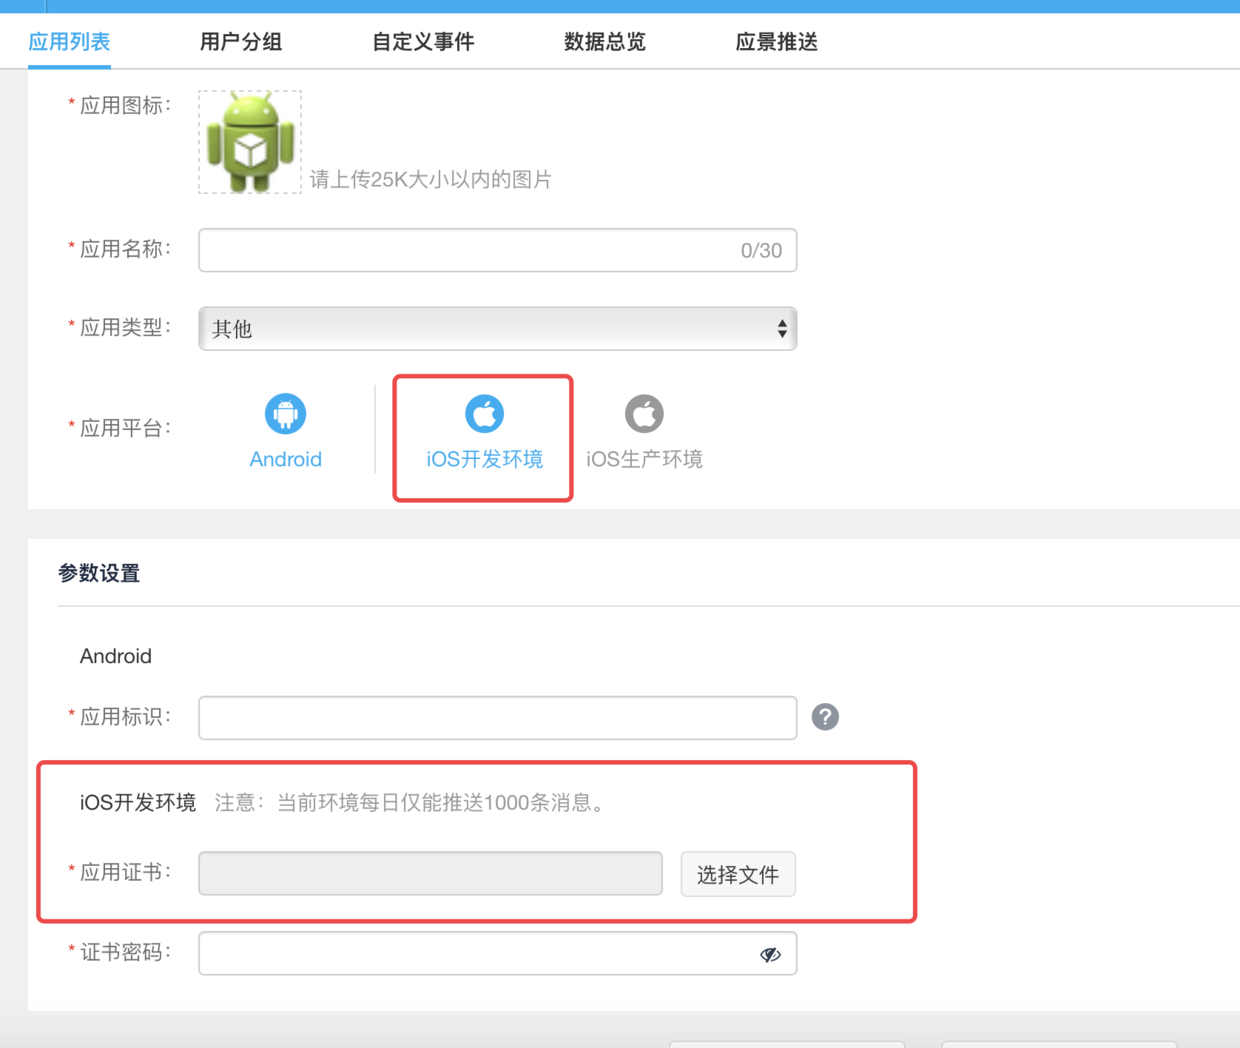 应用列表 用户分组 自定义事件 数据总览 应景推送
* 应用图标：
请上传25K大小以内的图片
* 应用名称： 0/30
* 应用类型： 其他
* 应用平台： Android iOS开发环境 iOS生产环境
参数设置
Android
* 应用标识： ?
iOS开发环境 注意：当前环境每日仅能推送1000条消息。
* 应用证书： 选择文件
* 证书密码：